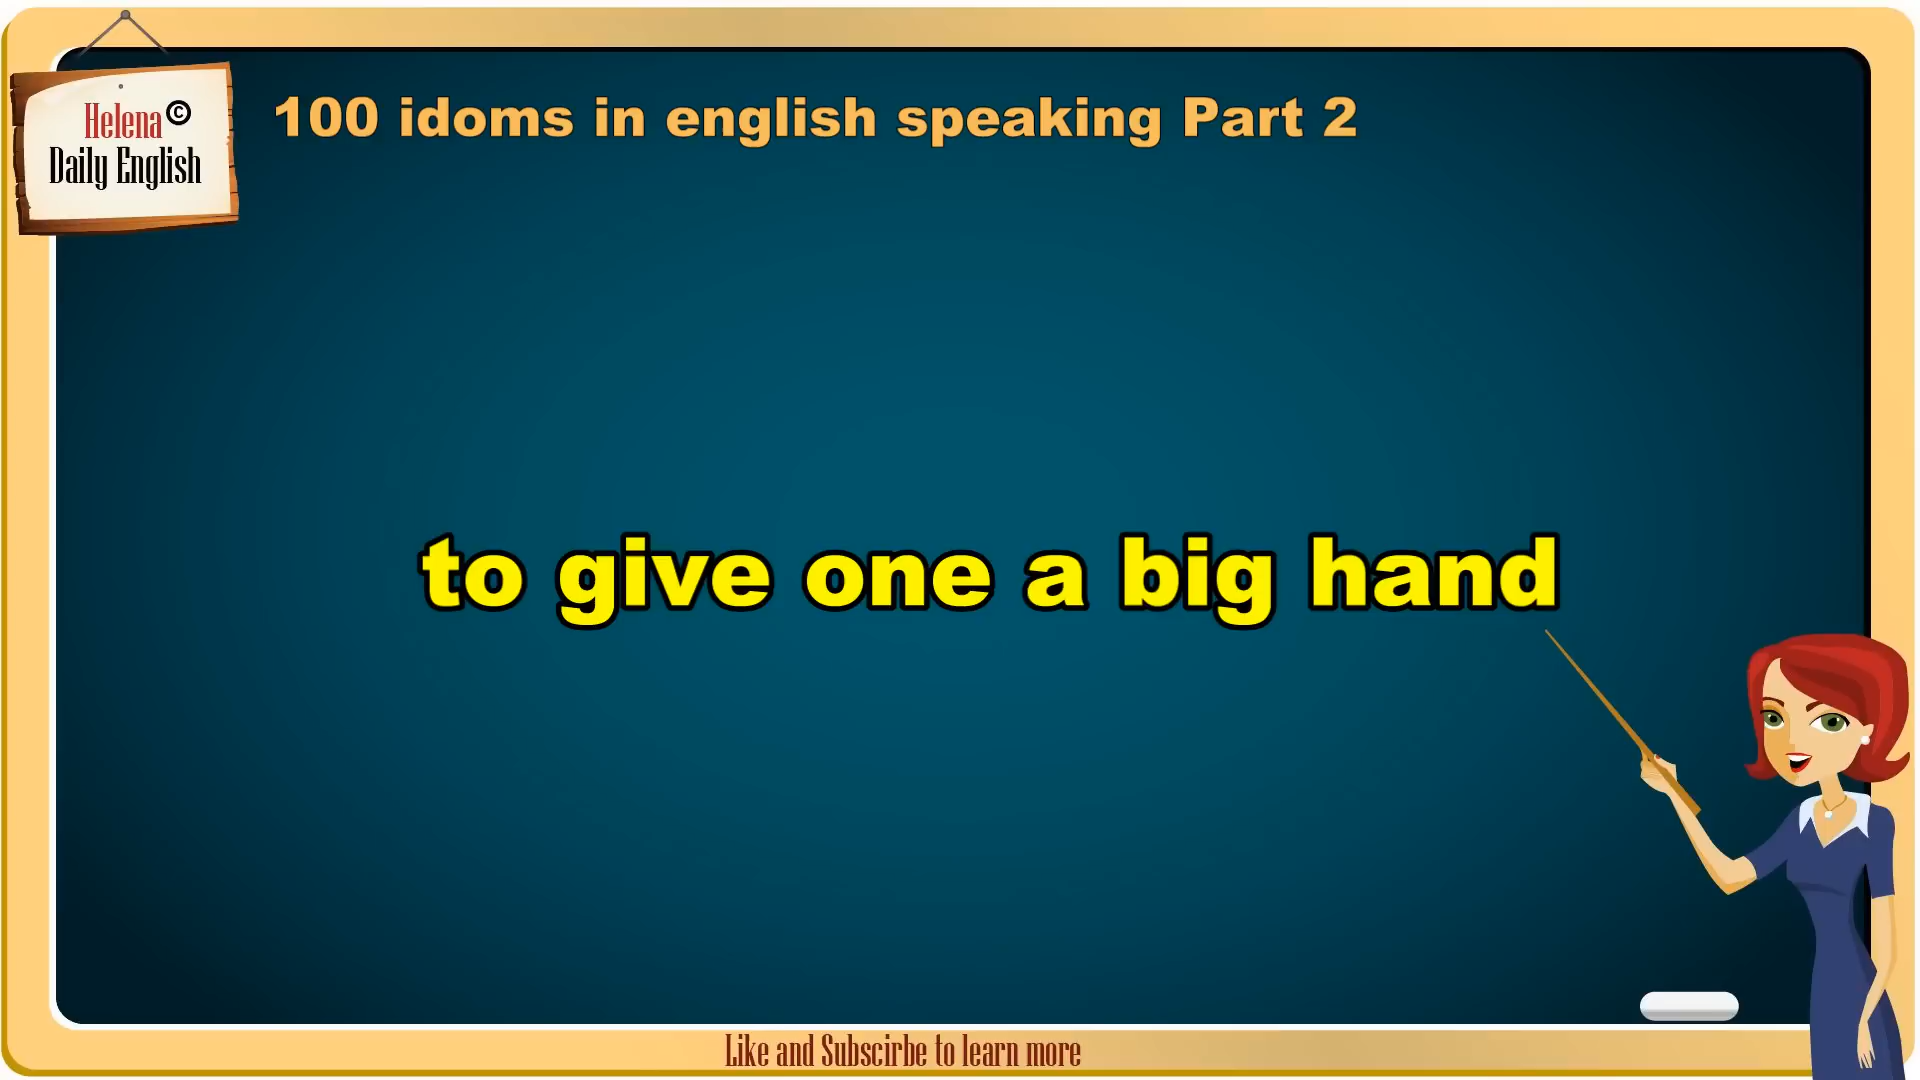 Helena©
Daily English
100 idoms in english speaking Part 2
to give one a big hand
Like and Subscirbe to learn more